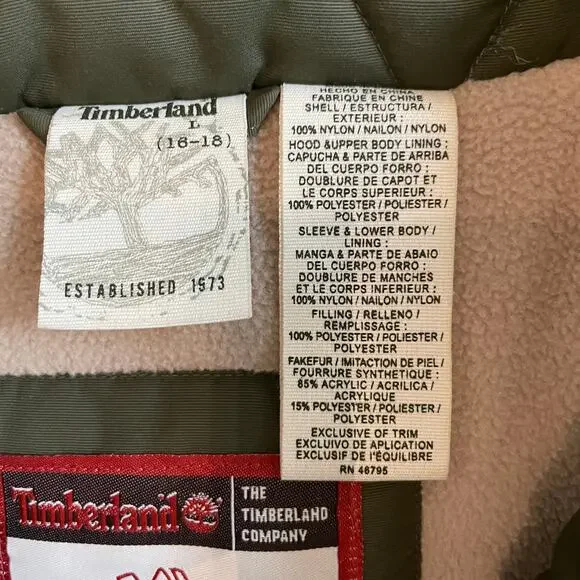 Timberland
L
(16-18)
ESTABLISHED 1973
HECHO EN CHINA
FABRIQUE EN CHINE
SHELL / ESTRUCTURA /
EXTERIEUR :
100% NYLON / NAILON / NYLON
HOOD &UPPER BODY LINING :
CAPUCHA & PARTE DE ARRIBA
DEL CUERPO FORRO :
DOUBLURE DE CAPOT ET
LE CORPS SUPERIEUR :
100% POLYESTER / POLIESTER /
POLYESTER
SLEEVE & LOWER BODY /
LINING :
MANGA & PARTE DE ABAIO
DEL CUERPO FORRO :
DOUBLURE DE MANCHES
ET LE CORPS INFERIEUR :
100% NYLON / NAILON / NYLON
FILLING / RELLENO /
REMPLISSAGE :
100% POLYESTER / POLIESTER /
POLYESTER
FAKEFUR / IMITACTION DE PIEL /
FOURRURE SYNTHETIQUE :
85% ACRYLIC / ACRILICA /
ACRYLIQUE
15% POLYESTER / POLIESTER /
POLYESTER
EXCLUSIVE OF TRIM
EXCLUIVO DE APLICATION
EXCLUSIF DE l'ÉQUILIBRE
RN 46795
Timberland
THE
TIMBERLAND
COMPANY